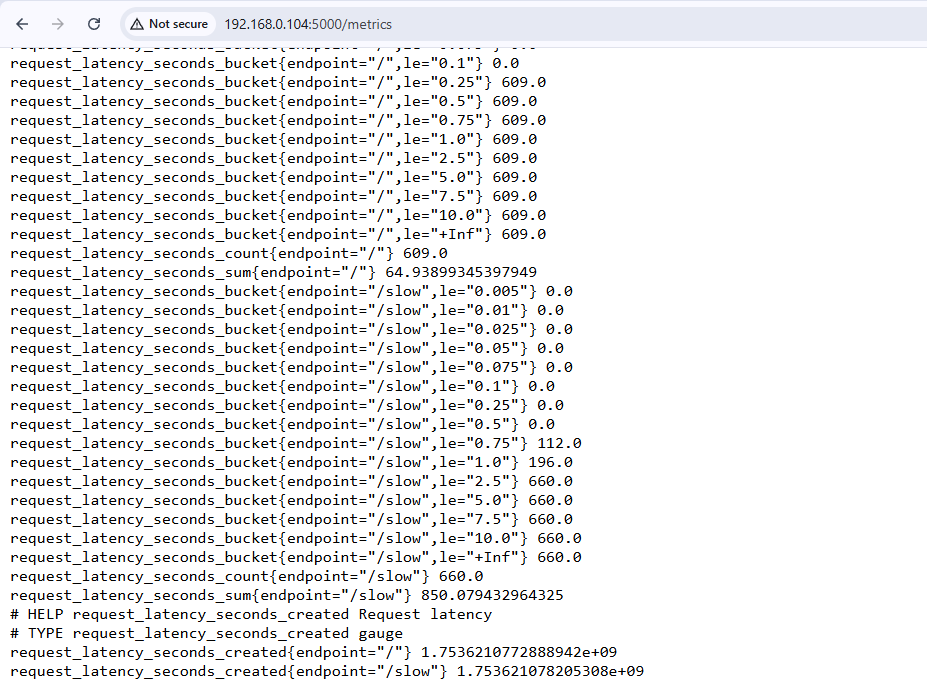 Not secure 192.168.0.104:5000/metrics
request_latency_seconds_bucket{endpoint="/",le="0.1"} 0.0
request_latency_seconds_bucket{endpoint="/",le="0.25"} 609.0
request_latency_seconds_bucket{endpoint="/",le="0.5"} 609.0
request_latency_seconds_bucket{endpoint="/",le="0.75"} 609.0
request_latency_seconds_bucket{endpoint="/",le="1.0"} 609.0
request_latency_seconds_bucket{endpoint="/",le="2.5"} 609.0
request_latency_seconds_bucket{endpoint="/",le="5.0"} 609.0
request_latency_seconds_bucket{endpoint="/",le="7.5"} 609.0
request_latency_seconds_bucket{endpoint="/",le="10.0"} 609.0
request_latency_seconds_bucket{endpoint="/",le="+Inf"} 609.0
request_latency_seconds_count{endpoint="/"} 609.0
request_latency_seconds_sum{endpoint="/"} 64.93899345397949
request_latency_seconds_bucket{endpoint="/slow",le="0.005"} 0.0
request_latency_seconds_bucket{endpoint="/slow",le="0.01"} 0.0
request_latency_seconds_bucket{endpoint="/slow",le="0.025"} 0.0
request_latency_seconds_bucket{endpoint="/slow",le="0.05"} 0.0
request_latency_seconds_bucket{endpoint="/slow",le="0.075"} 0.0
request_latency_seconds_bucket{endpoint="/slow",le="0.1"} 0.0
request_latency_seconds_bucket{endpoint="/slow",le="0.25"} 0.0
request_latency_seconds_bucket{endpoint="/slow",le="0.5"} 0.0
request_latency_seconds_bucket{endpoint="/slow",le="0.75"} 112.0
request_latency_seconds_bucket{endpoint="/slow",le="1.0"} 196.0
request_latency_seconds_bucket{endpoint="/slow",le="2.5"} 660.0
request_latency_seconds_bucket{endpoint="/slow",le="5.0"} 660.0
request_latency_seconds_bucket{endpoint="/slow",le="7.5"} 660.0
request_latency_seconds_bucket{endpoint="/slow",le="10.0"} 660.0
request_latency_seconds_bucket{endpoint="/slow",le="+Inf"} 660.0
request_latency_seconds_count{endpoint="/slow"} 660.0
request_latency_seconds_sum{endpoint="/slow"} 850.079432964325
# HELP request_latency_seconds_created Request latency
# TYPE request_latency_seconds_created gauge
request_latency_seconds_created{endpoint="/"} 1.7536210772888942e+09
request_latency_seconds_created{endpoint="/slow"} 1.753621078205308e+09